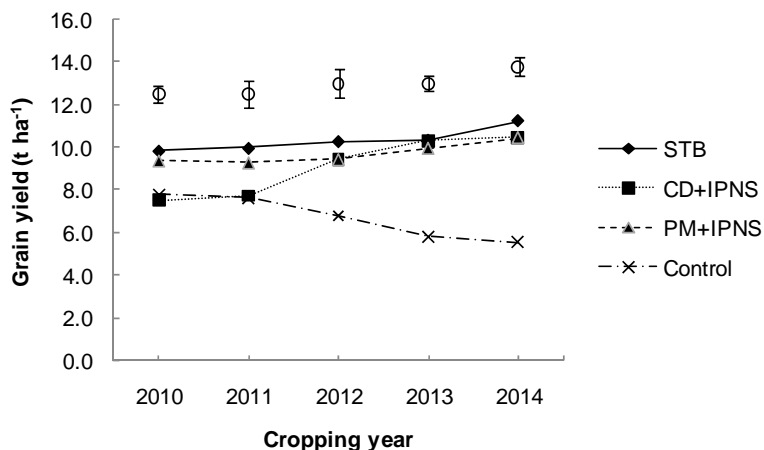 16.0
14.0
12.0
10.0
8.0
6.0
4.0
2.0
0.0
Grain yield (t ha-1)
2010 2011 2012 2013 2014
Cropping year
STB
CD+IPNS
PM+IPNS
Control